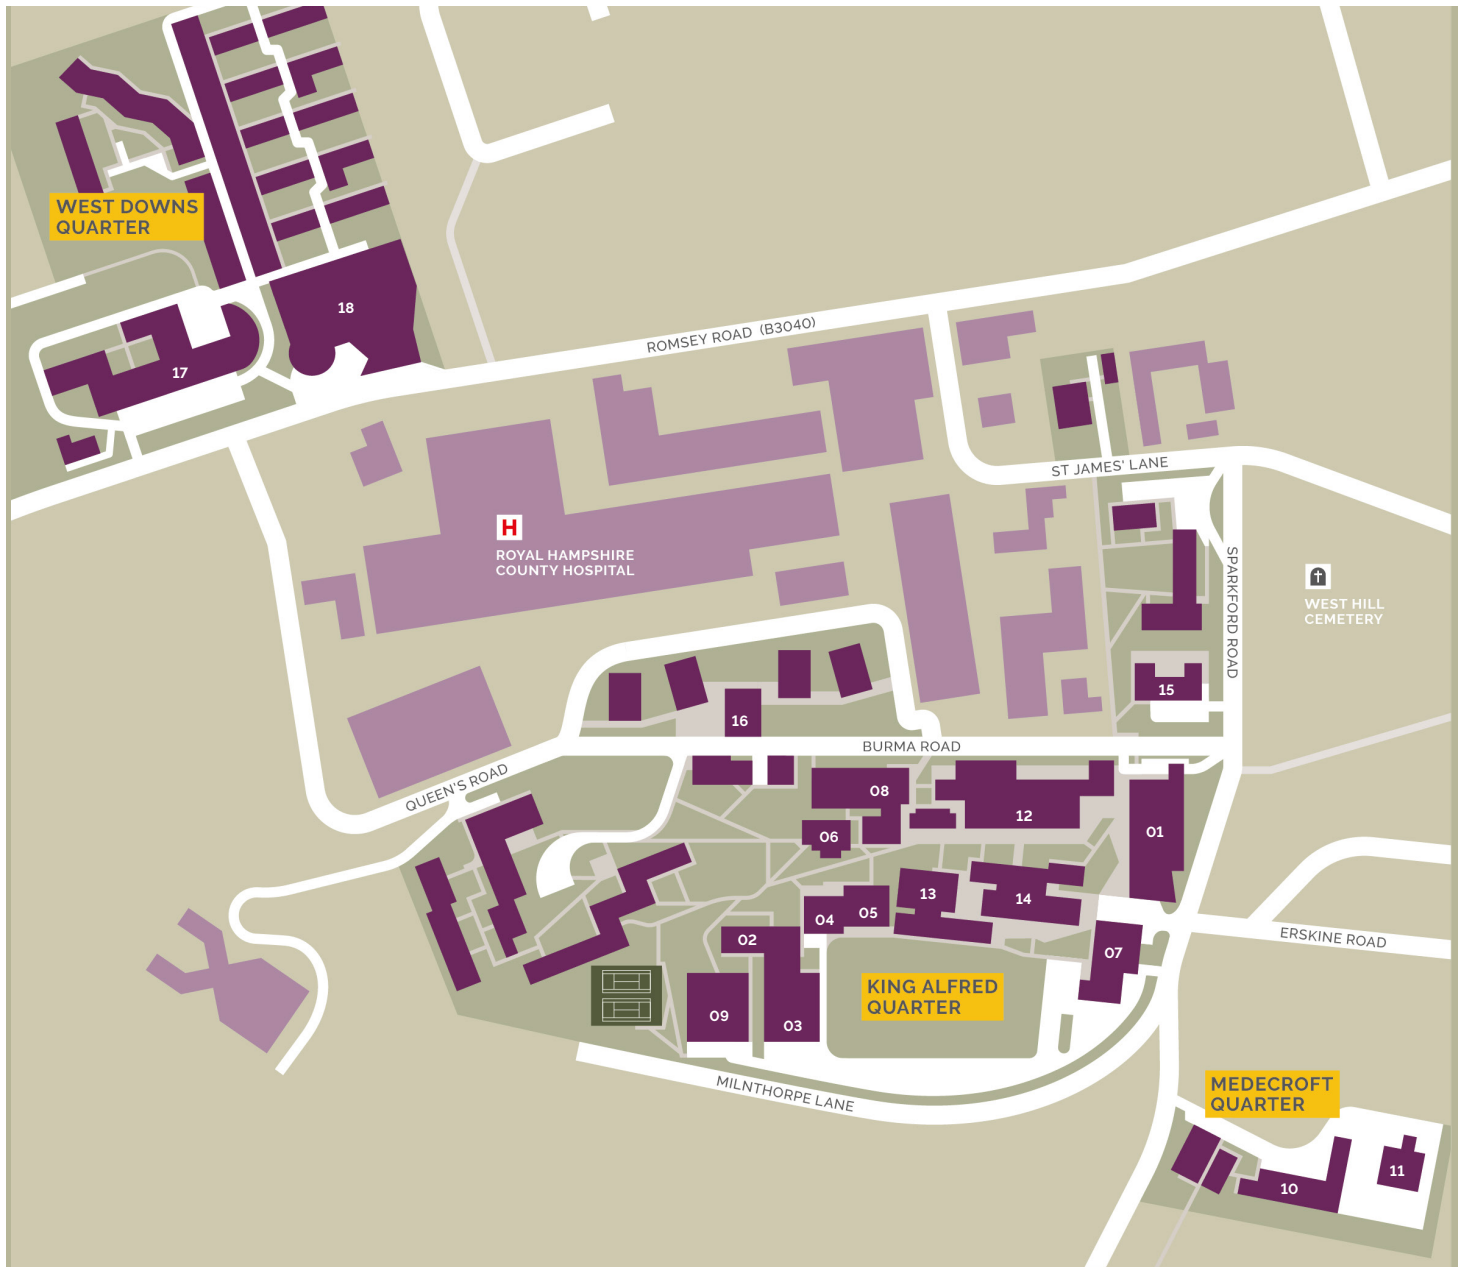 WEST DOWNS
QUARTER
18
17
ROMSEY ROAD (B3040)
ST JAMES' LANE
H
ROYAL HAMPSHIRE
COUNTY HOSPITAL
SPARKFORD ROAD
WEST HILL
CEMETERY
15
16
BURMA ROAD
QUEEN'S ROAD
08
12
06
01
13
14
04
05
02
07
ERSKINE ROAD
KING ALFRED
QUARTER
09
03
MILNTHORPE LANE
MEDECROFT
QUARTER
10
11